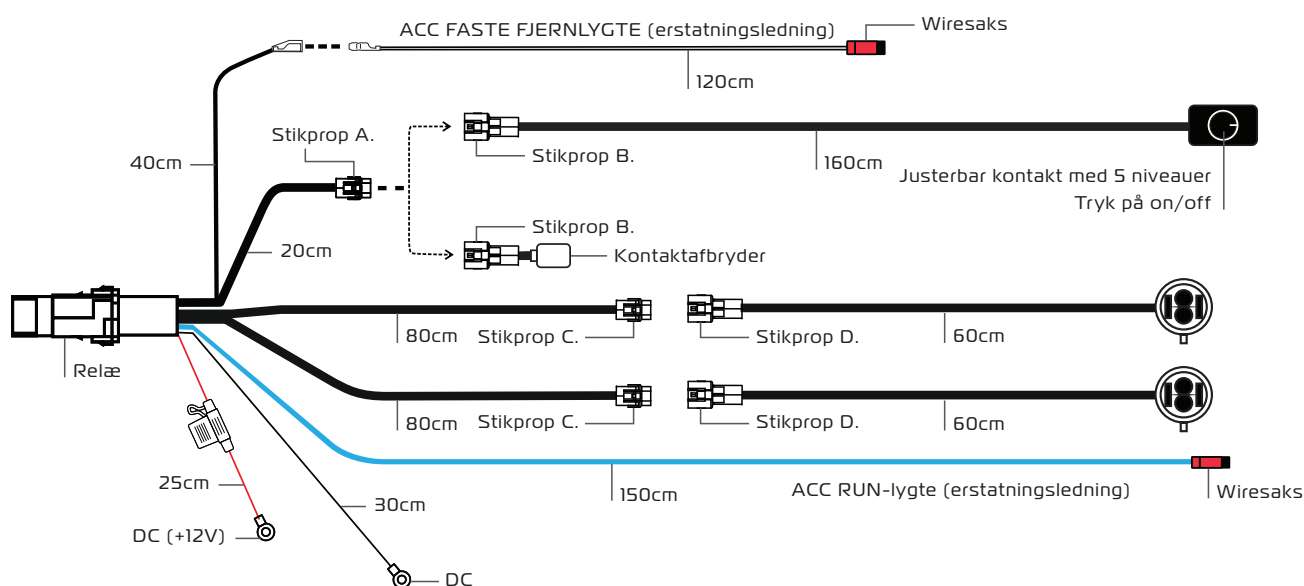 ACC FASTE FJERNLYGTE (erstatningsledning)
Wiresaks
120cm
Stikprop A.
40cm
Stikprop B.
160cm
Justerbar kontakt med 5 niveauer
Tryk på on/off
20cm
Stikprop B.
Kontaktafbryder
80cm
Stikprop C.
Stikprop D.
60cm
Relæ
80cm
Stikprop C.
Stikprop D.
60cm
25cm
30cm
150cm
ACC RUN-lygte (erstatningsledning)
Wiresaks
DC (+12V)
DC